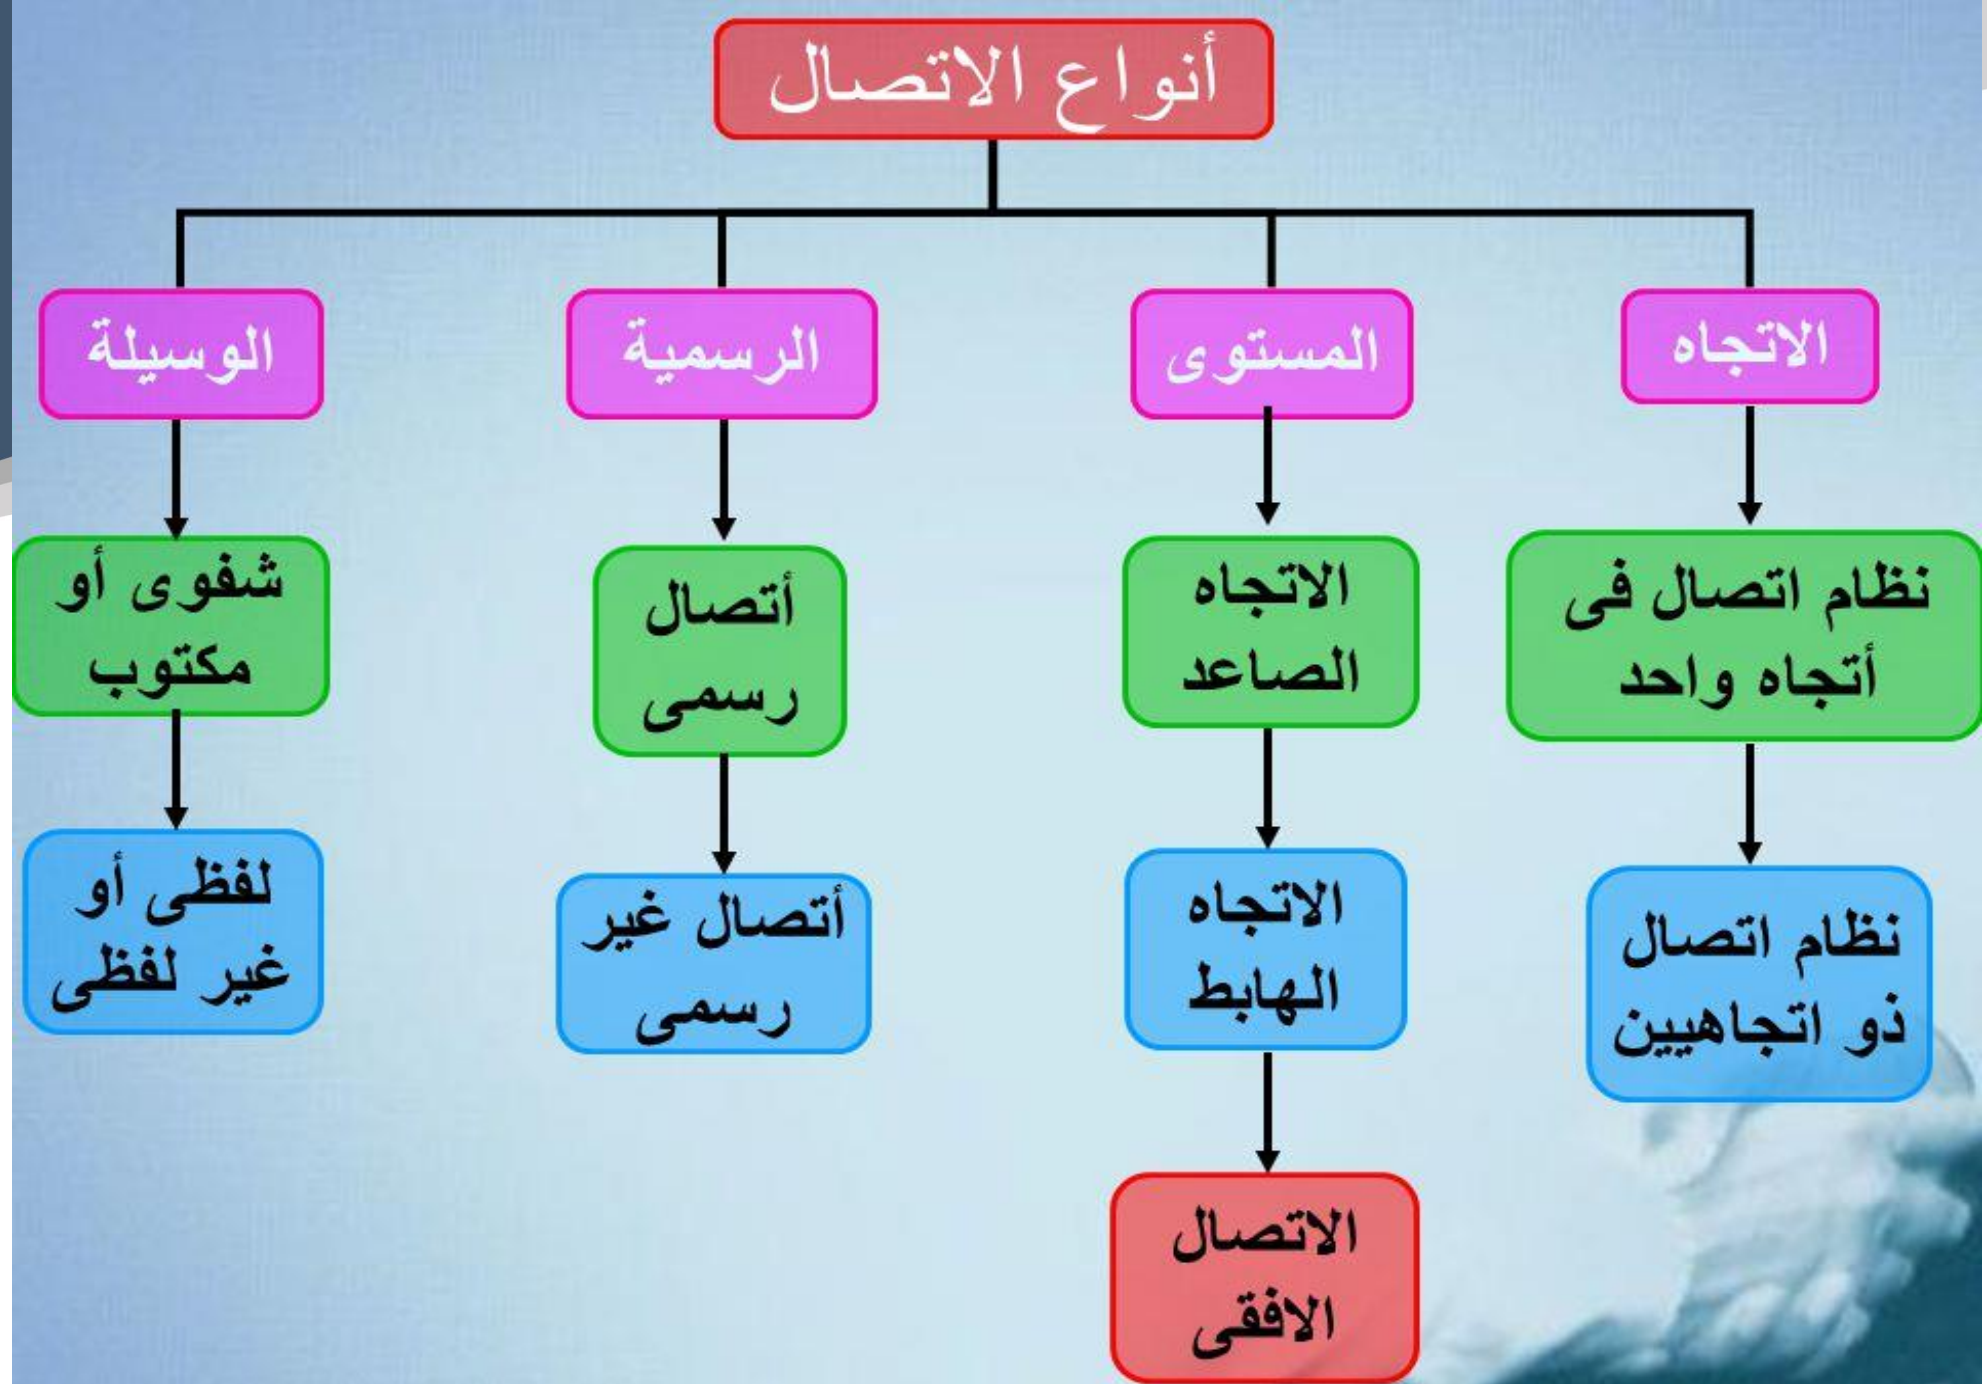 أنواع الاتصال
الاتجاه
المستوى
الرسمية
الوسيلة
نظام اتصال فى
أتجاه واحد
الاتجاه
الصاعد
أتصال
رسمى
شفوى أو
مكتوب
نظام اتصال
ذو اتجاهيين
الاتجاه
الهابط
أتصال غير
رسمى
لفظى أو
غير لفظى
الاتصال
الافقى